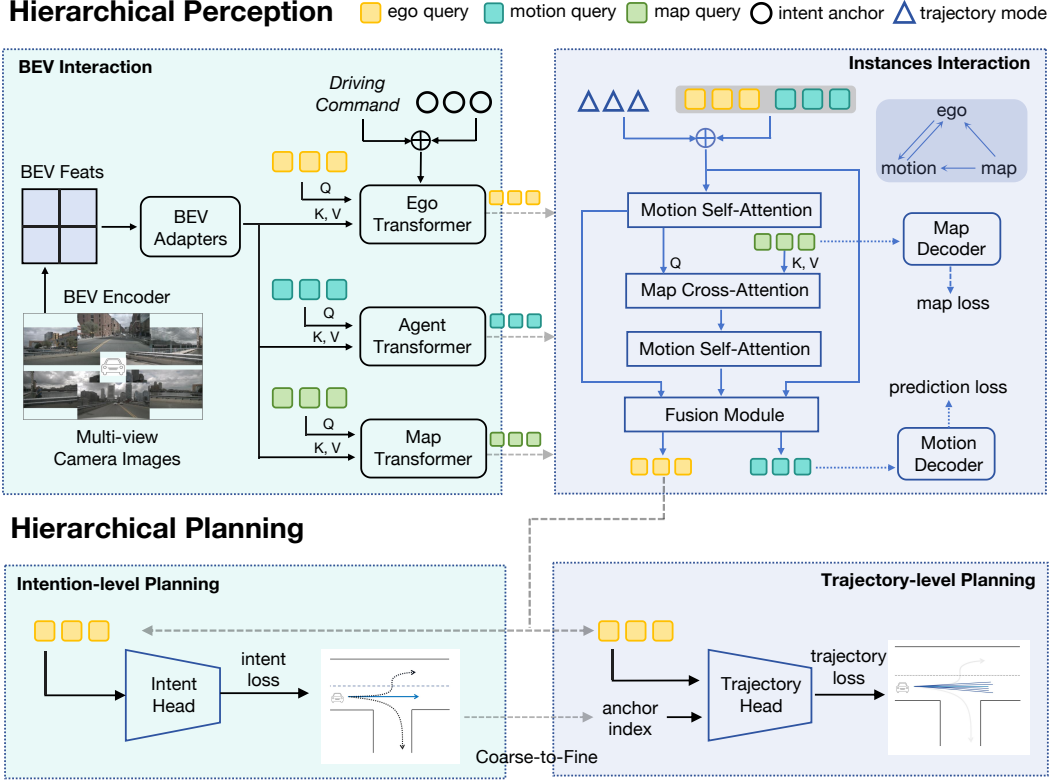 Hierarchical Perception
ego query
motion query
map query
intent anchor
trajectory mode
BEV Interaction
Driving
Command
BEV Feats
BEV
Adapters
Q
K, V
Ego
Transformer
BEV Encoder
Q
K, V
Agent
Transformer
Multi-view
Camera Images
Q
K, V
Map
Transformer
Instances Interaction
ego
motion
map
Motion Self-Attention
Q
K, V
Map
Decoder
map loss
Map Cross-Attention
Motion Self-Attention
Fusion Module
prediction loss
Motion
Decoder
Hierarchical Planning
Intention-level Planning
Intent
Head
intent
loss
Coarse-to-Fine
Trajectory-level Planning
anchor
index
Trajectory
Head
trajectory
loss